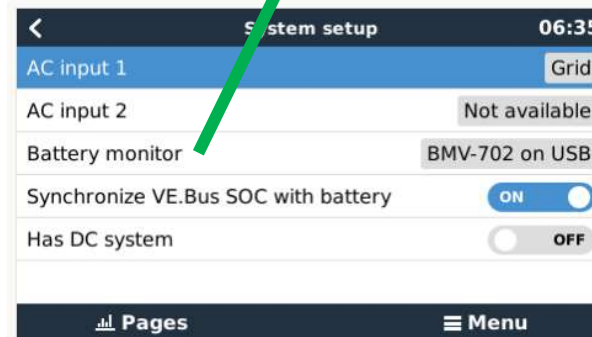 System setup 06:35
AC input 1 Grid
AC input 2 Not available
Battery monitor BMV-702 on USB
Synchronize VE.Bus SOC with battery ON
Has DC system OFF
Pages Menu